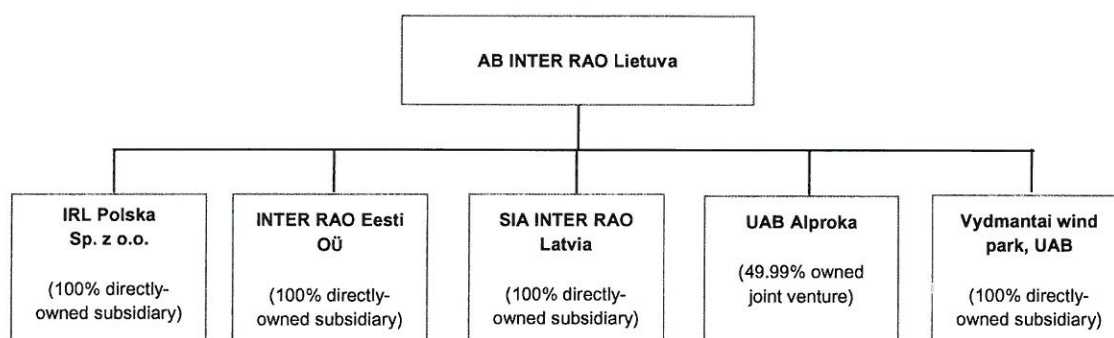 AB INTER RAO Lietuva
IRL Polska
Sp. z o.o.
(100% directly-
owned subsidiary)
INTER RAO Eesti
OÜ
(100% directly-
owned subsidiary)
SIA INTER RAO
Latvia
(100% directly-
owned subsidiary)
UAB Alproka
(49.99% owned
joint venture)
Vydmantai wind
park, UAB
(100% directly-
owned subsidiary)